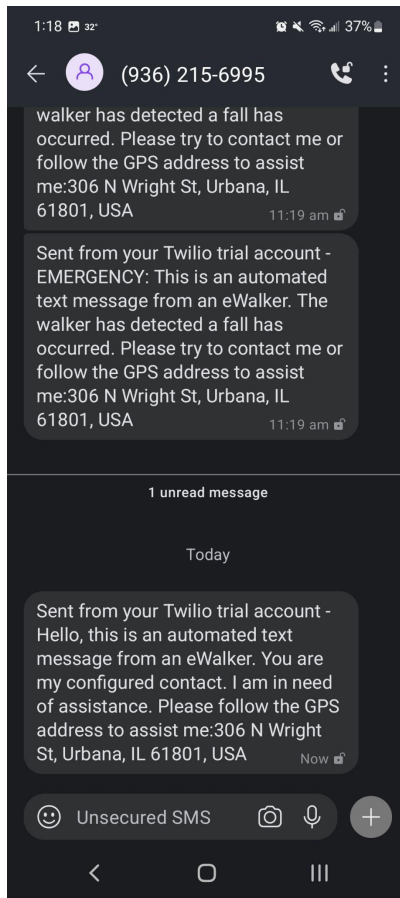 1:18 32° 37%
(936) 215-6995
walker has detected a fall has
occurred. Please try to contact me or
follow the GPS address to assist
me:306 N Wright St, Urbana, IL
61801, USA 11:19 am
Sent from your Twilio trial account -
EMERGENCY: This is an automated
text message from an eWalker. The
walker has detected a fall has
occurred. Please try to contact me or
follow the GPS address to assist
me:306 N Wright St, Urbana, IL
61801, USA 11:19 am
1 unread message
Today
Sent from your Twilio trial account -
Hello, this is an automated text
message from an eWalker. You are
my configured contact. I am in need
of assistance. Please follow the GPS
address to assist me:306 N Wright
St, Urbana, IL 61801, USA Now
Unsecured SMS